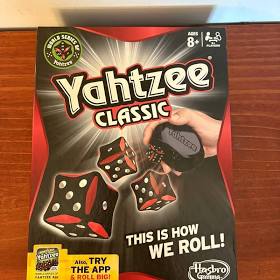 WORLD SERIES OF
Yahtzee
AGES
8+
Yahtzee
CLASSIC
Yahtzee
THIS IS HOW
WE ROLL!
Also, TRY
THE APP
& ROLL BIG!
Hasbro
Gaming